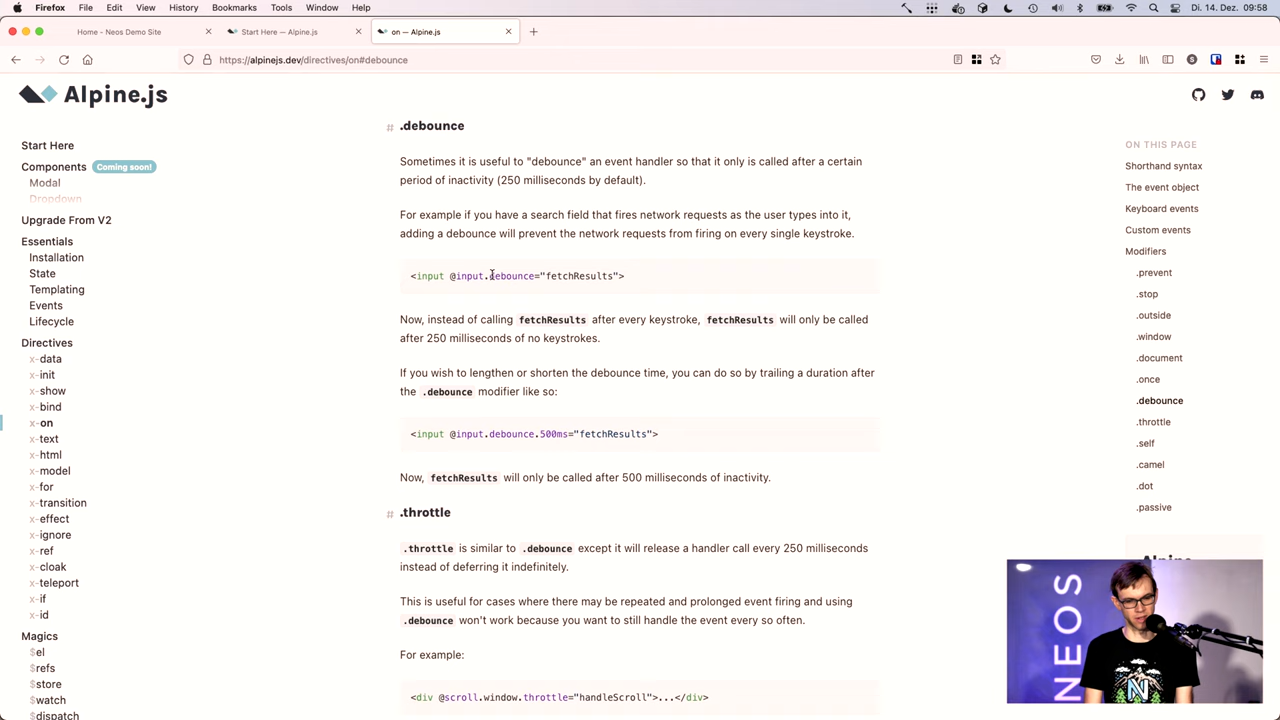 Firefox File Edit View History Bookmarks Tools Window Help Di. 14. Dez. 09:58
Home - Neos Demo Site
Start Here — Alpine.js
on — Alpine.js
https://alpinejs.dev/directives/on#debounce
Alpine.js
Start Here
Components Coming soon!
Modal
Dropdown
Upgrade From V2
Essentials
Installation
State
Templating
Events
Lifecycle
Directives
x-data
x-init
x-show
x-bind
x-on
x-text
x-html
x-model
x-for
x-transition
x-effect
x-ignore
x-ref
x-cloak
x-teleport
x-if
x-id
Magics
$el
$refs
$store
$watch
$dispatch
# .debounce
Sometimes it is useful to "debounce" an event handler so that it only is called after a certain
period of inactivity (250 milliseconds by default).
For example if you have a search field that fires network requests as the user types into it,
adding a debounce will prevent the network requests from firing on every single keystroke.
<input @input.debounce="fetchResults">
Now, instead of calling fetchResults after every keystroke, fetchResults will only be called
after 250 milliseconds of no keystrokes.
If you wish to lengthen or shorten the debounce time, you can do so by trailing a duration after
the .debounce modifier like so:
<input @input.debounce.500ms="fetchResults">
Now, fetchResults will only be called after 500 milliseconds of inactivity.
# .throttle
.throttle is similar to .debounce except it will release a handler call every 250 milliseconds
instead of deferring it indefinitely.
This is useful for cases where there may be repeated and prolonged event firing and using
.debounce won't work because you want to still handle the event every so often.
For example:
<div @scroll.window.throttle="handleScroll">...</div>
ON THIS PAGE
Shorthand syntax
The event object
Keyboard events
Custom events
Modifiers
.prevent
.stop
.outside
.window
.document
.once
.debounce
.throttle
.self
.camel
.dot
.passive
Alpine
NEOS